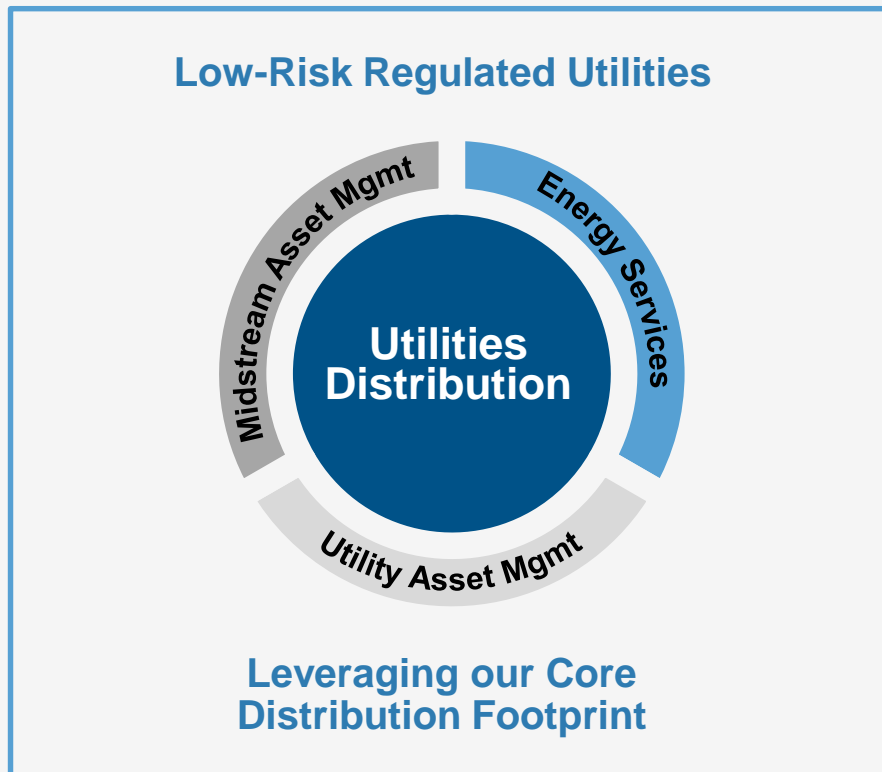 Low-Risk Regulated Utilities
Midstream Asset Mgmt
Energy Services
Utilities
Distribution
Utility Asset Mgmt
Leveraging our Core
Distribution Footprint